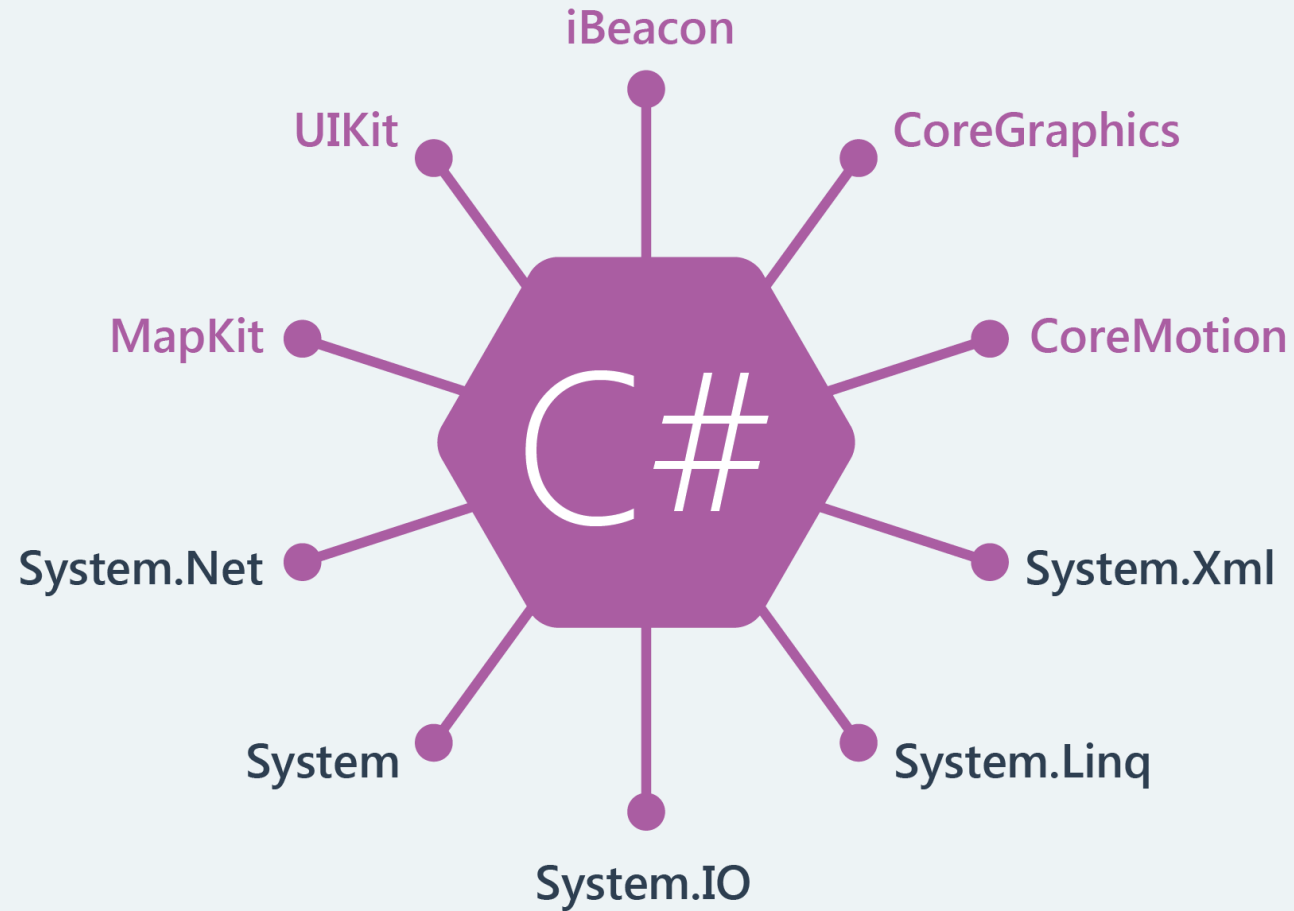 iBeacon
UIKit
CoreGraphics
MapKit
CoreMotion
C#
System.Net
System.Xml
System
System.Linq
System.IO